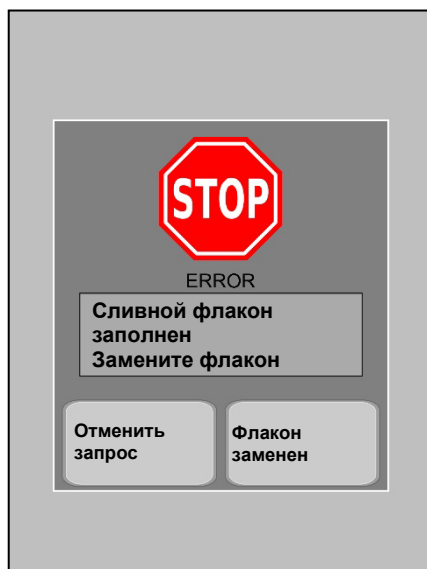 STOP
ERROR
Сливной флакон
заполнен
Замените флакон
Отменить
запрос
Флакон
заменен